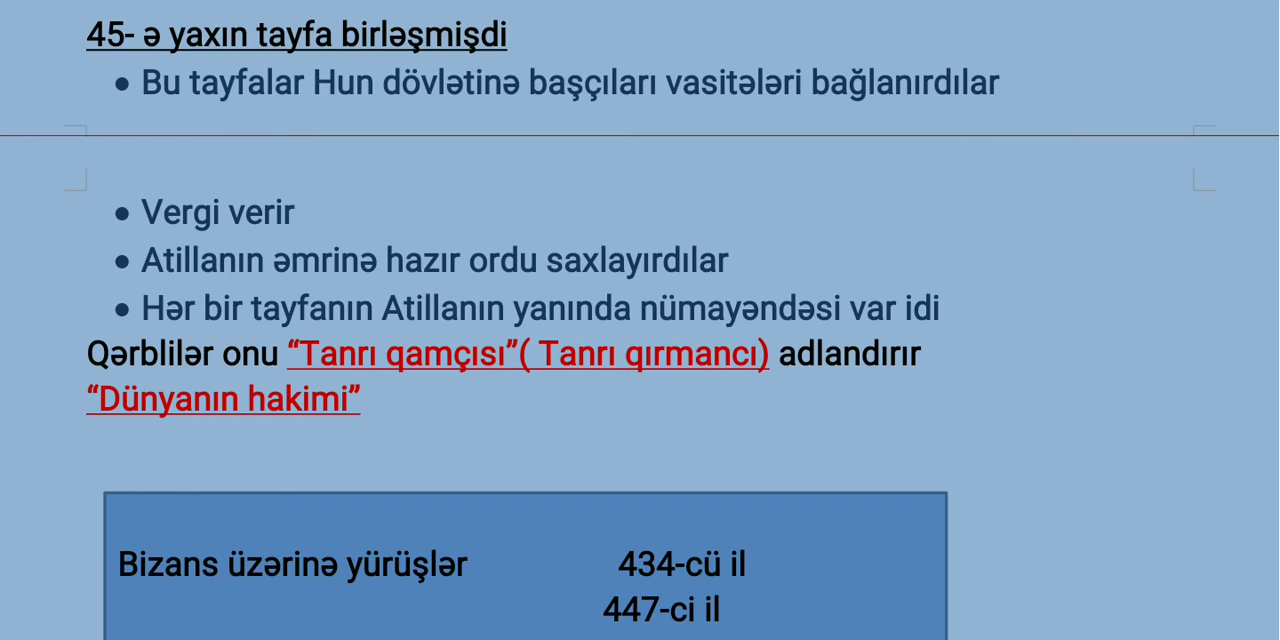 45- ə yaxın tayfa birləşmişdi
● Bu tayfalar Hun dövlətinə başçıları vasitələri bağlanırdılar
● Vergi verir
● Atillanın əmrinə hazır ordu saxlayırdılar
● Hər bir tayfanın Atillanın yanında nümayəndəsi var idi
Qərblilər onu “Tanrı qamçısı”( Tanrı qırmancı) adlandırır
“Dünyanın hakimi”
Bizans üzərinə yürüşlər 434-cü il
447-ci il